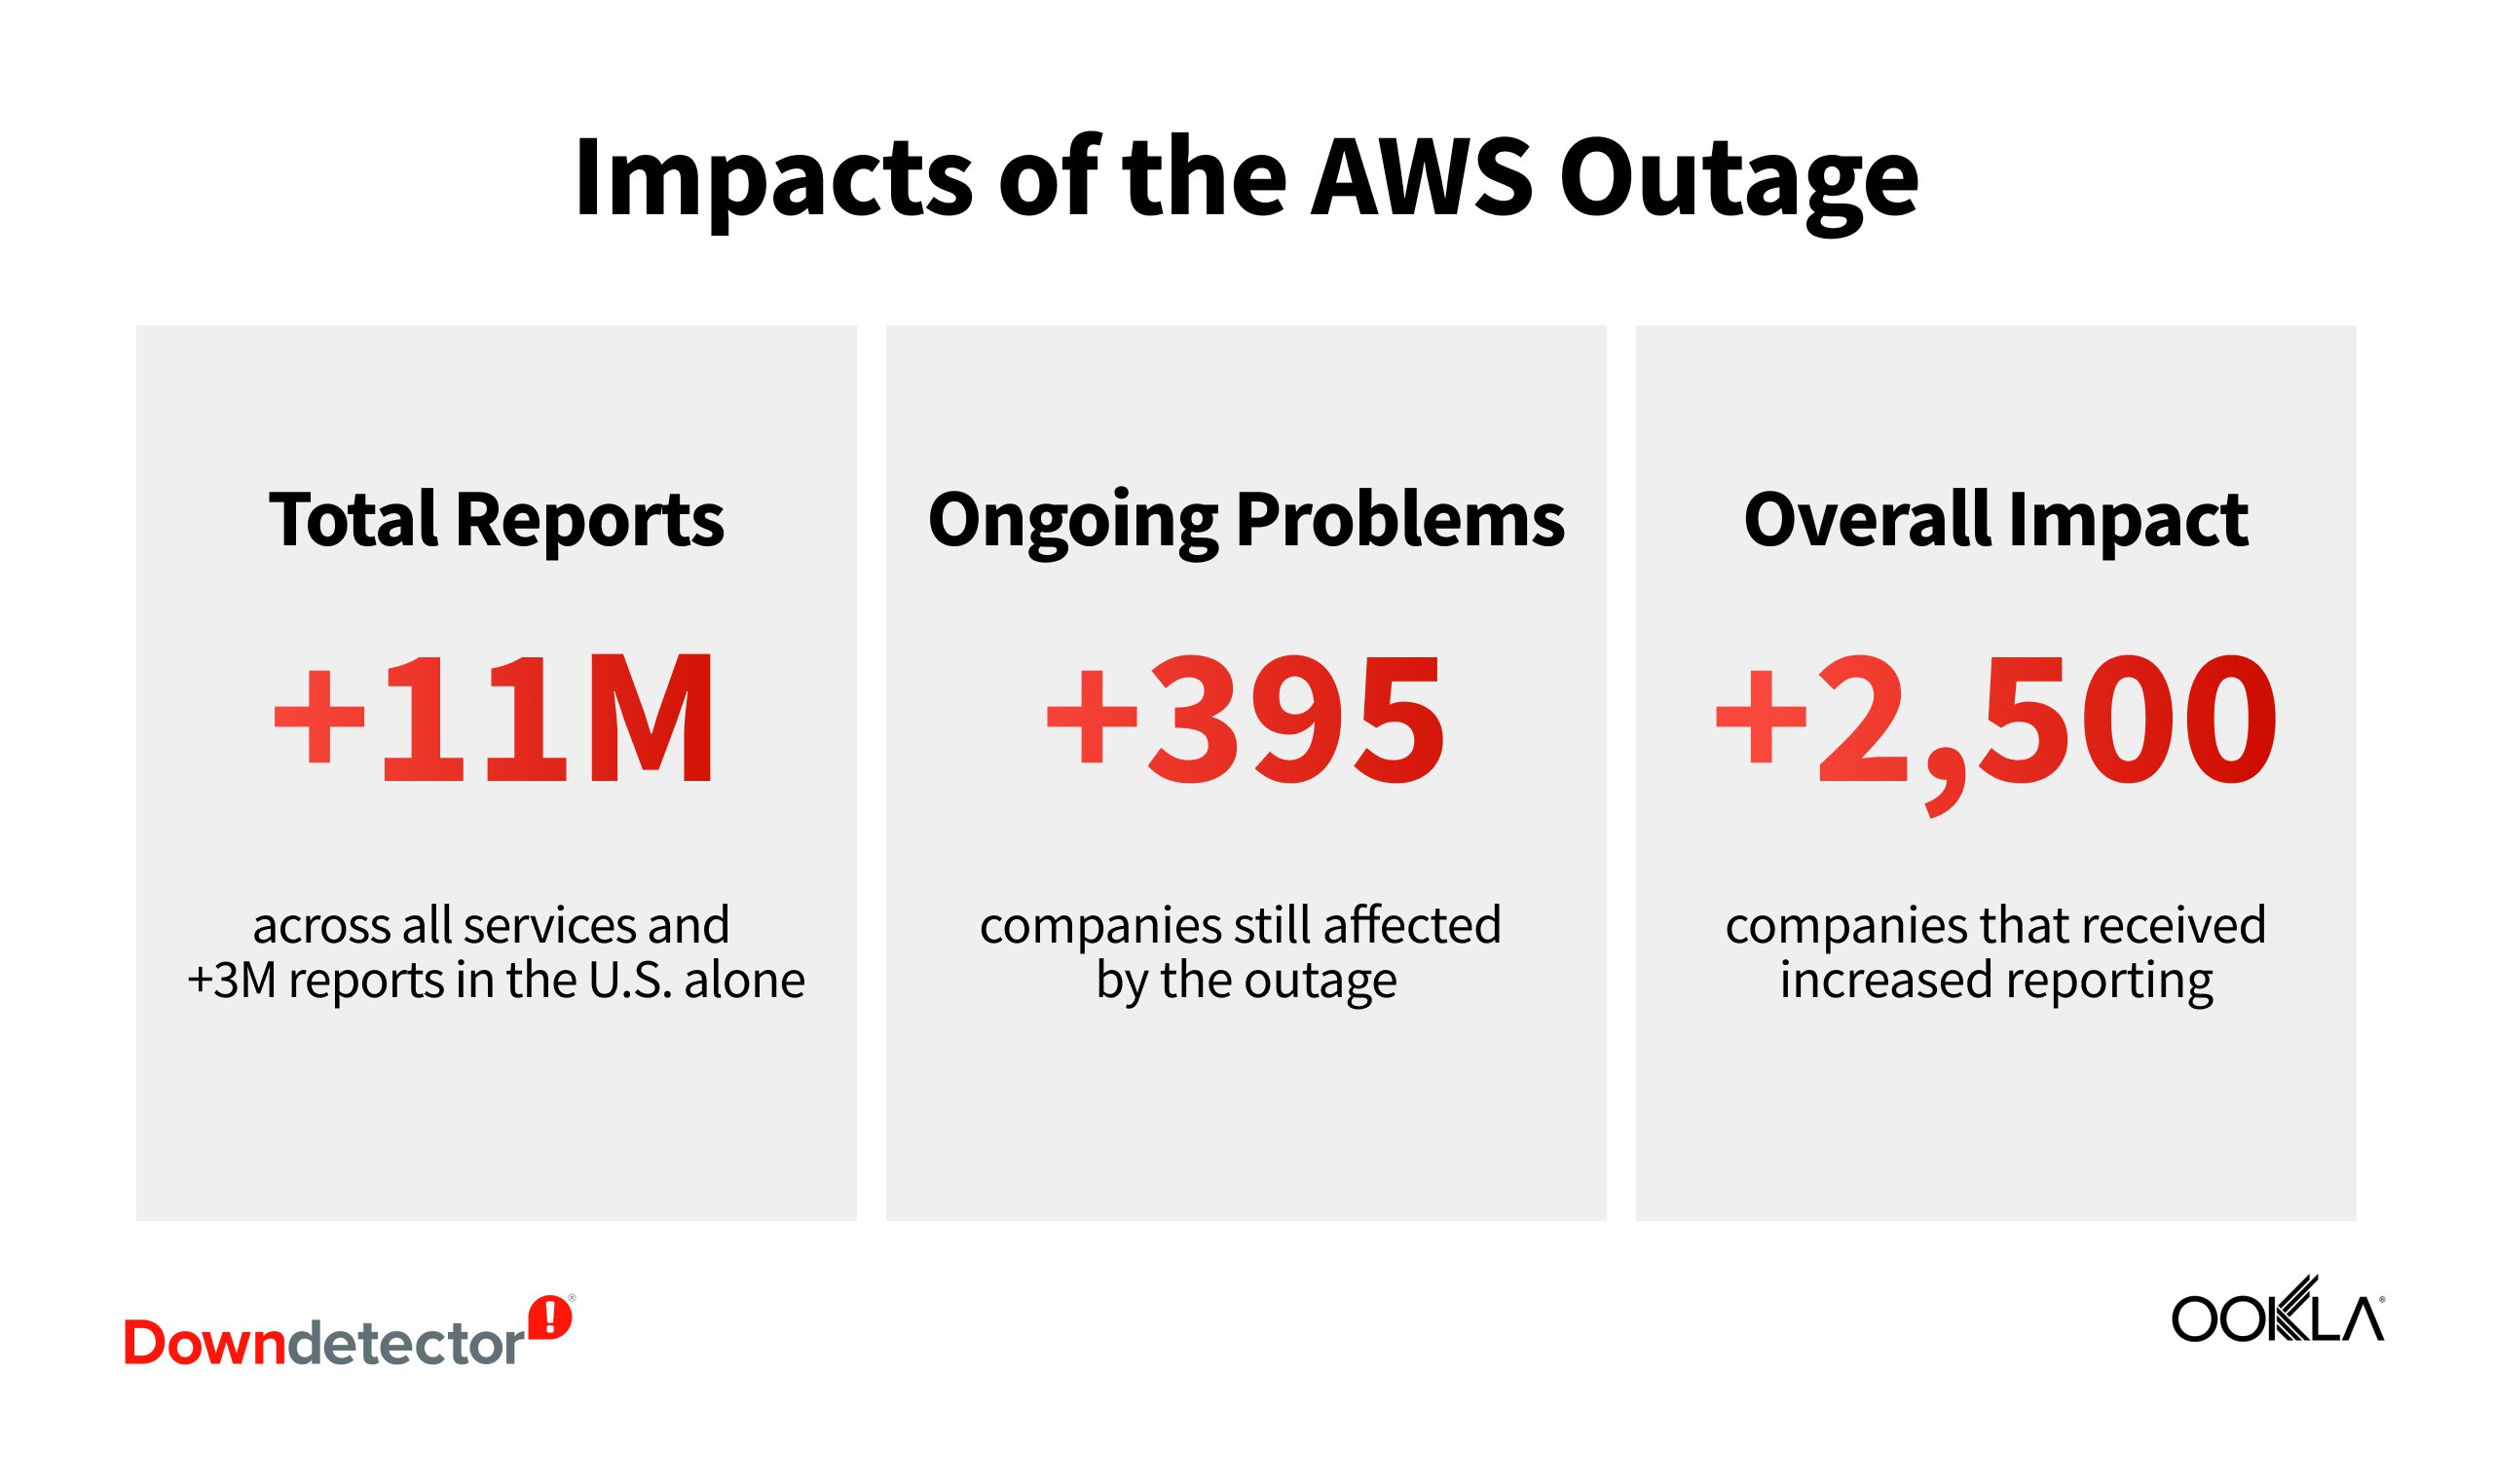 Impacts of the AWS Outage
Total Reports
+11M
across all services and
+3M reports in the U.S. alone
Ongoing Problems
+395
companies still affected
by the outage
Overall Impact
+2,500
companies that received
increased reporting
Downdetector!®
OOKLA®